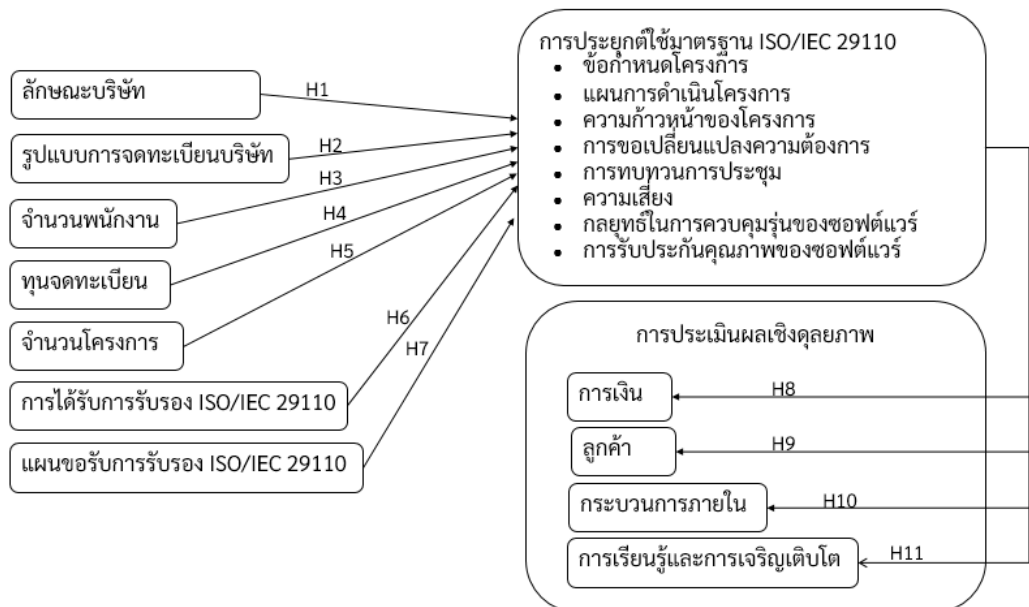 ลักษณะบริษัท
รูปแบบการจดทะเบียนบริษัท
จำนวนพนักงาน
ทุนจดทะเบียน
จำนวนโครงการ
การได้รับการรับรอง ISO/IEC 29110
แผนขอรับการรับรอง ISO/IEC 29110
H1
H2
H3
H4
H5
H6
H7
การประยุกต์ใช้มาตรฐาน ISO/IEC 29110
• ข้อกำหนดโครงการ
• แผนการดำเนินโครงการ
• ความก้าวหน้าของโครงการ
• การขอเปลี่ยนแปลงความต้องการ
• การทบทวนการประชุม
• ความเสี่ยง
• กลยุทธ์ในการควบคุมรุ่นของซอฟต์แวร์
• การรับประกันคุณภาพของซอฟต์แวร์
การประเมินผลเชิงดุลยภาพ
การเงิน
H8
ลูกค้า
H9
กระบวนการภายใน
H10
การเรียนรู้และการเจริญเติบโต
H11